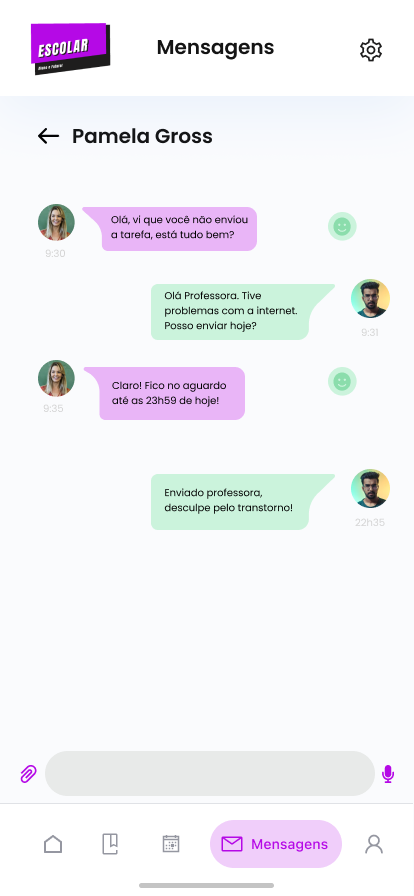 ESCOLAR
Mensagens
Pamela Gross
Olá, vi que você não enviou
a tarefa, está tudo bem?
9:30
Olá Professora. Tive
problemas com a internet.
Posso enviar hoje?
9:31
Claro! Fico no aguardo
até as 23h59 de hoje!
9:35
Enviado professora,
desculpe pelo transtorno!
22h35
Mensagens